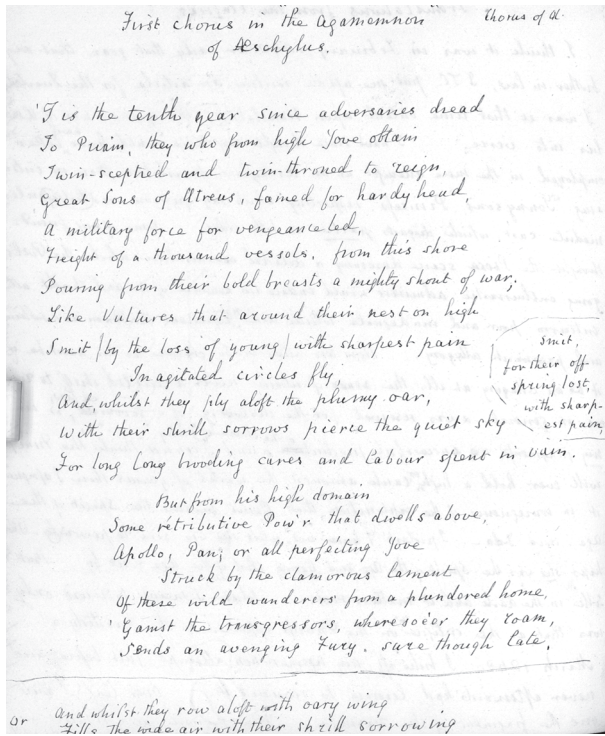 First chorus in the Agamemnon
Chorus of
of Æschylus.
'Tis the tenth year since adversaries dread
To Priam, they who from high Jove obtain
Twin-sceptied and twin-throned to reign,
Great Sons of Atreus, famed for hardyhead,
A military force for vengeance led,
Freight of a thousand vessols, from this shore
Pouring from their bold breasts a mighty shout of war;
Like Vultures that around their nest on high
Smit (by the loss of young) with sharpest pain
In agitated circles fly,
And whilst they ply aloft the plumy oar,
With their shrill sorrows pierce the quiet sky
For long long brooding cares and labour spent in vain.
Smit,
for their off
spring lost,
with sharp-
est pain,
But from his high domain
Some retributive Pow'r that dwells above,
Apollo, Pan, or all perfecting Jove
Struck by the clamorous lament
Of these wild wanderers from a plundered home,
'Gainst the transgressors, wheresoe'er they roam,
Sends an avenging Fury, sure though late.
And whilst they row aloft with oary wing
or Fills the wide air with their shrill sorrowing